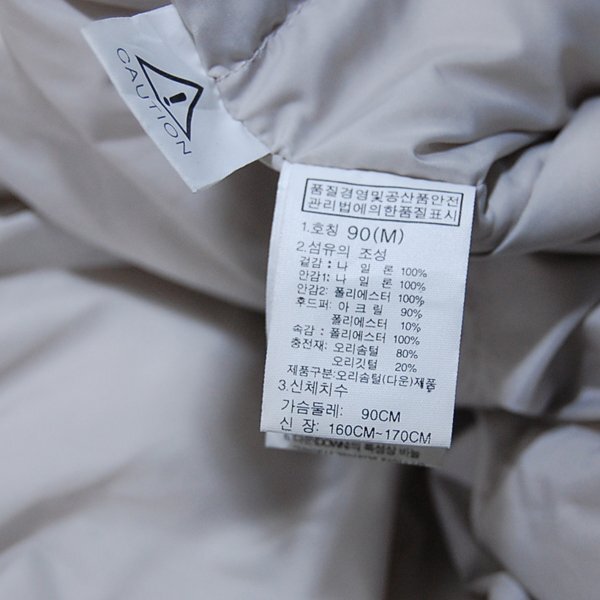 CAUTION
품질경영및공산품안전
관리법에의한품질표시
1.호칭 90(M)
2.섬유의 조성
겉감: 나 일 론 100%
안감1: 나 일 론 100%
안감2: 폴리에스터 100%
후드퍼: 아 크 릴 90%
폴리에스터 10%
속감: 폴리에스터 100%
충전재: 오리솜털 80%
오리깃털 20%
제품구분:오리솜털(다운)제품
3.신체치수
가슴둘레: 90CM
신 장: 160CM~170CM